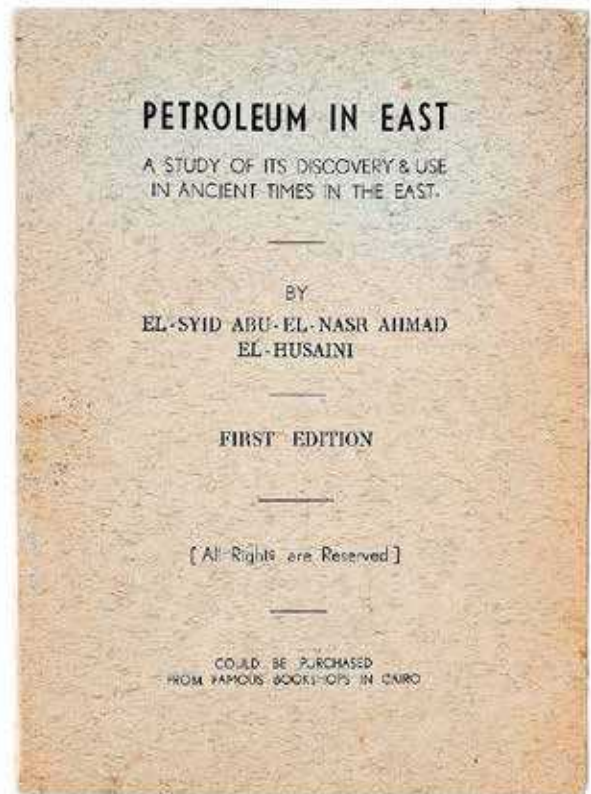 PETROLEUM IN EAST
A STUDY OF ITS DISCOVERY & USE
IN ANCIENT TIMES IN THE EAST.
BY
EL-SYID ABU-EL-NASR AHMAD
EL-HUSAINI
FIRST EDITION
[ All Rights are Reserved ]
COULD BE PURCHASED
FROM FAMOUS BOOKSHOPS IN CAIRO